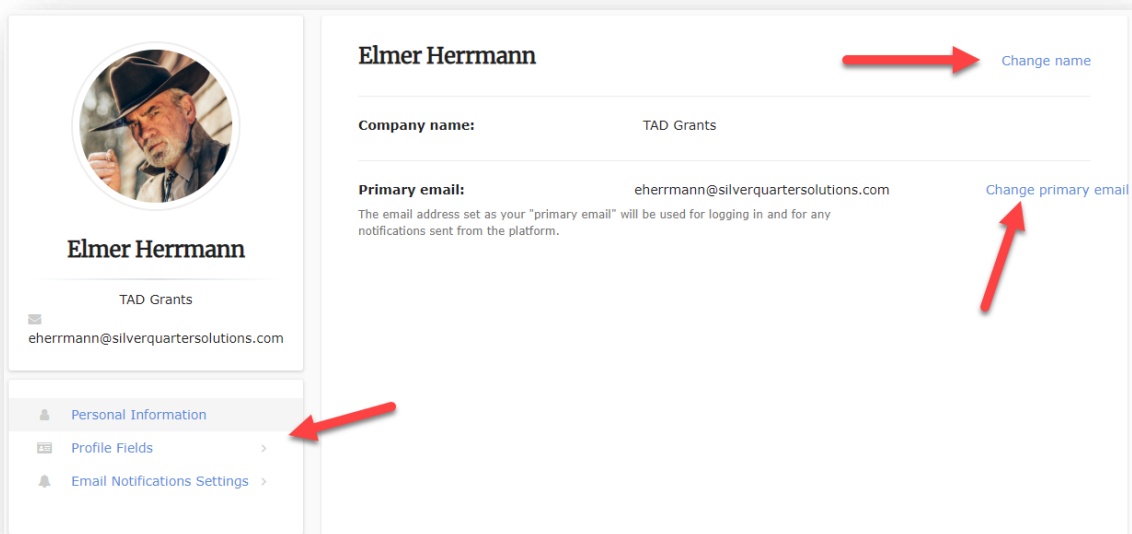 Elmer Herrmann
TAD Grants
eherrmann@silverquartersolutions.com
Personal Information
Profile Fields
Email Notifications Settings
Elmer Herrmann
Change name
Company name:
TAD Grants
Primary email:
eherrmann@silverquartersolutions.com
Change primary email
The email address set as your "primary email" will be used for logging in and for any
notifications sent from the platform.